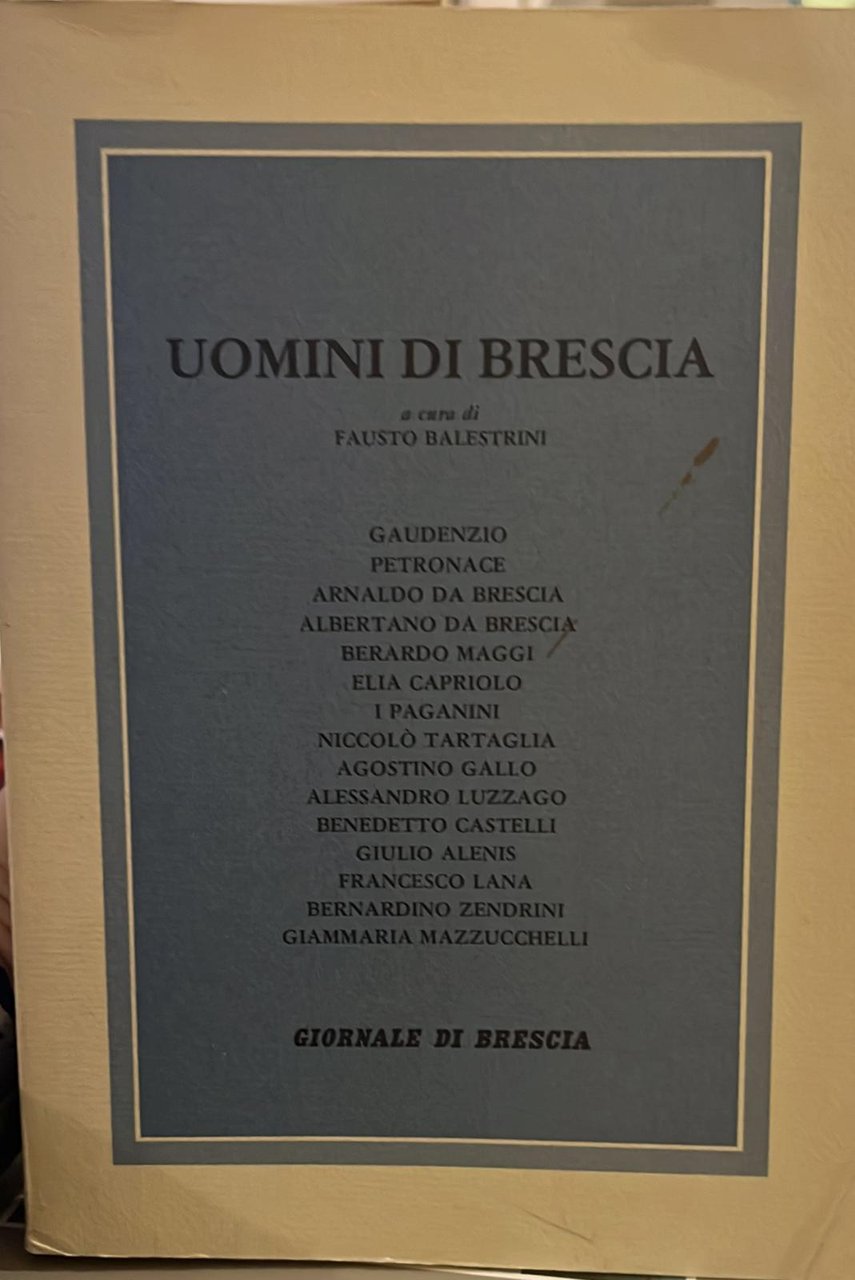 UOMINI DI BRESCIA
a cura di
FAUSTO BALESTRINI
GAUDENZIO
PETRONACE
ARNALDO DA BRESCIA
ALBERTANO DA BRESCIA
BERARDO MAGGI
ELIA CAPRIOLO
I PAGANINI
NICCOLÒ TARTAGLIA
AGOSTINO GALLO
ALESSANDRO LUZZAGO
BENEDETTO CASTELLI
GIULIO ALENIS
FRANCESCO LANA
BERNARDINO ZENDRINI
GIAMMARIA MAZZUCCHELLI
GIORNALE DI BRESCIA